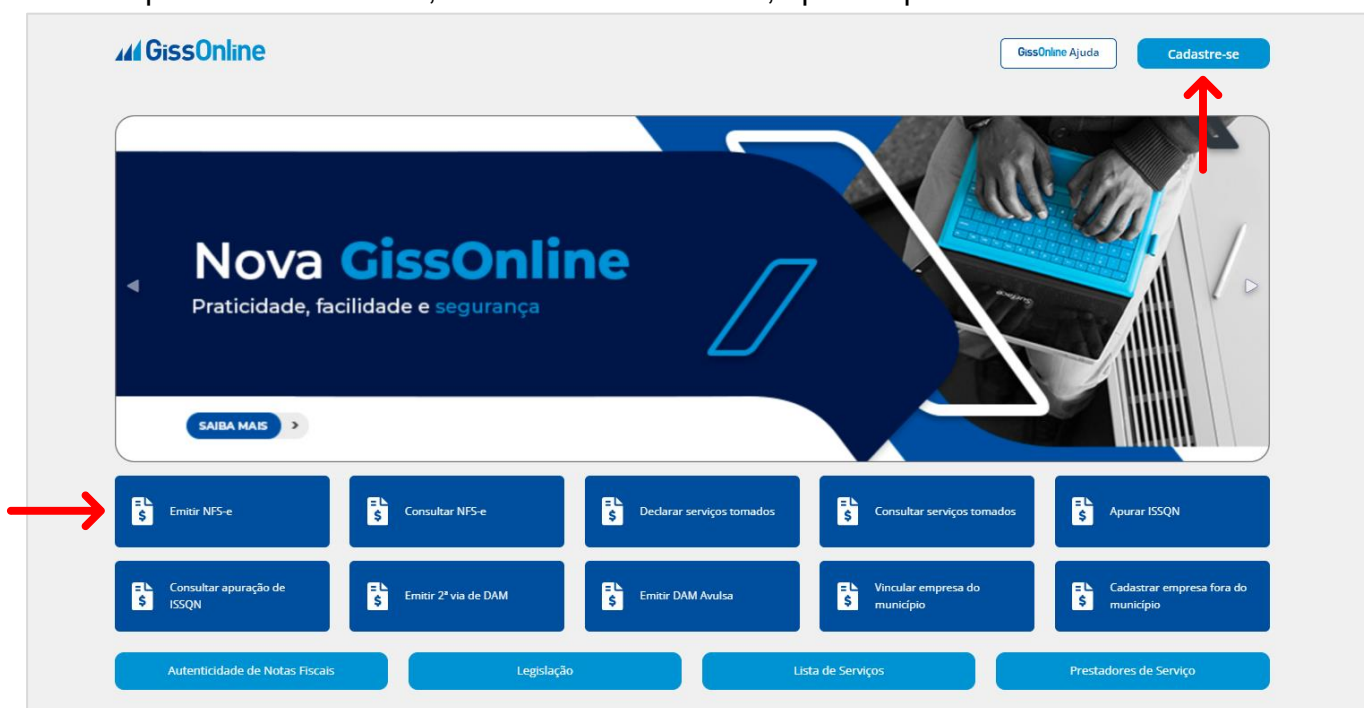 GissOnline
GissOnline Ajuda
Cadastre-se
Nova GissOnline
Praticidade, facilidade e segurança
SAIBA MAIS >
Emitir NFS-e
Consultar NFS-e
Declarar serviços tomados
Consultar serviços tomados
Apurar ISSQN
Consultar apuração de
ISSQN
Emitir 2ª via de DAM
Emitir DAM Avulsa
Vincular empresa do
município
Cadastrar empresa fora do
município
Autenticidade de Notas Fiscais
Legislação
Lista de Serviços
Prestadores de Serviço